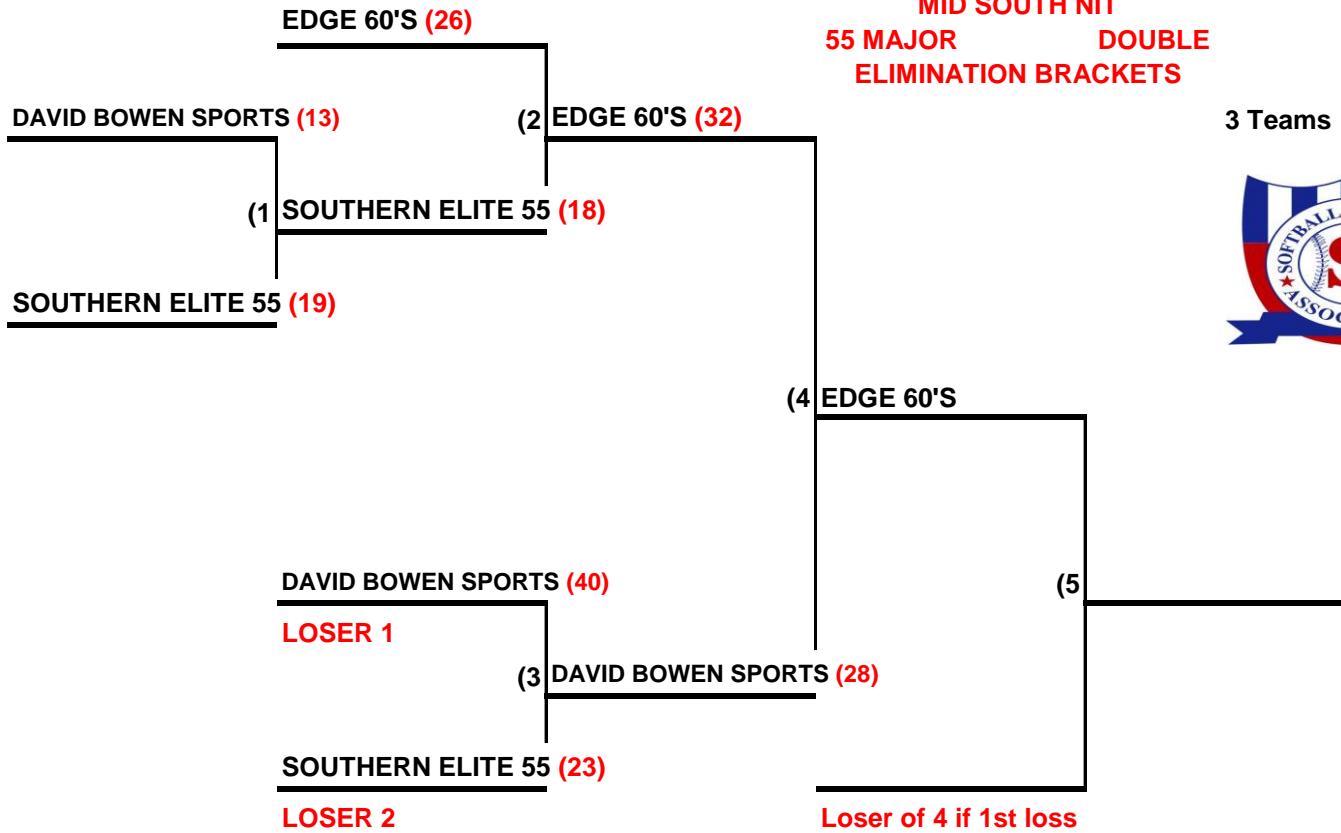 MID SOUTH NIT
55 MAJOR DOUBLE
ELIMINATION BRACKETS
3 Teams
EDGE 60'S (26)
DAVID BOWEN SPORTS (13)
(2 EDGE 60'S (32)
(1 SOUTHERN ELITE 55 (18)
SOUTHERN ELITE 55 (19)
(4 EDGE 60'S
DAVID BOWEN SPORTS (40)
LOSER 1
(5
(3 DAVID BOWEN SPORTS (28)
SOUTHERN ELITE 55 (23)
LOSER 2
Loser of 4 if 1st loss